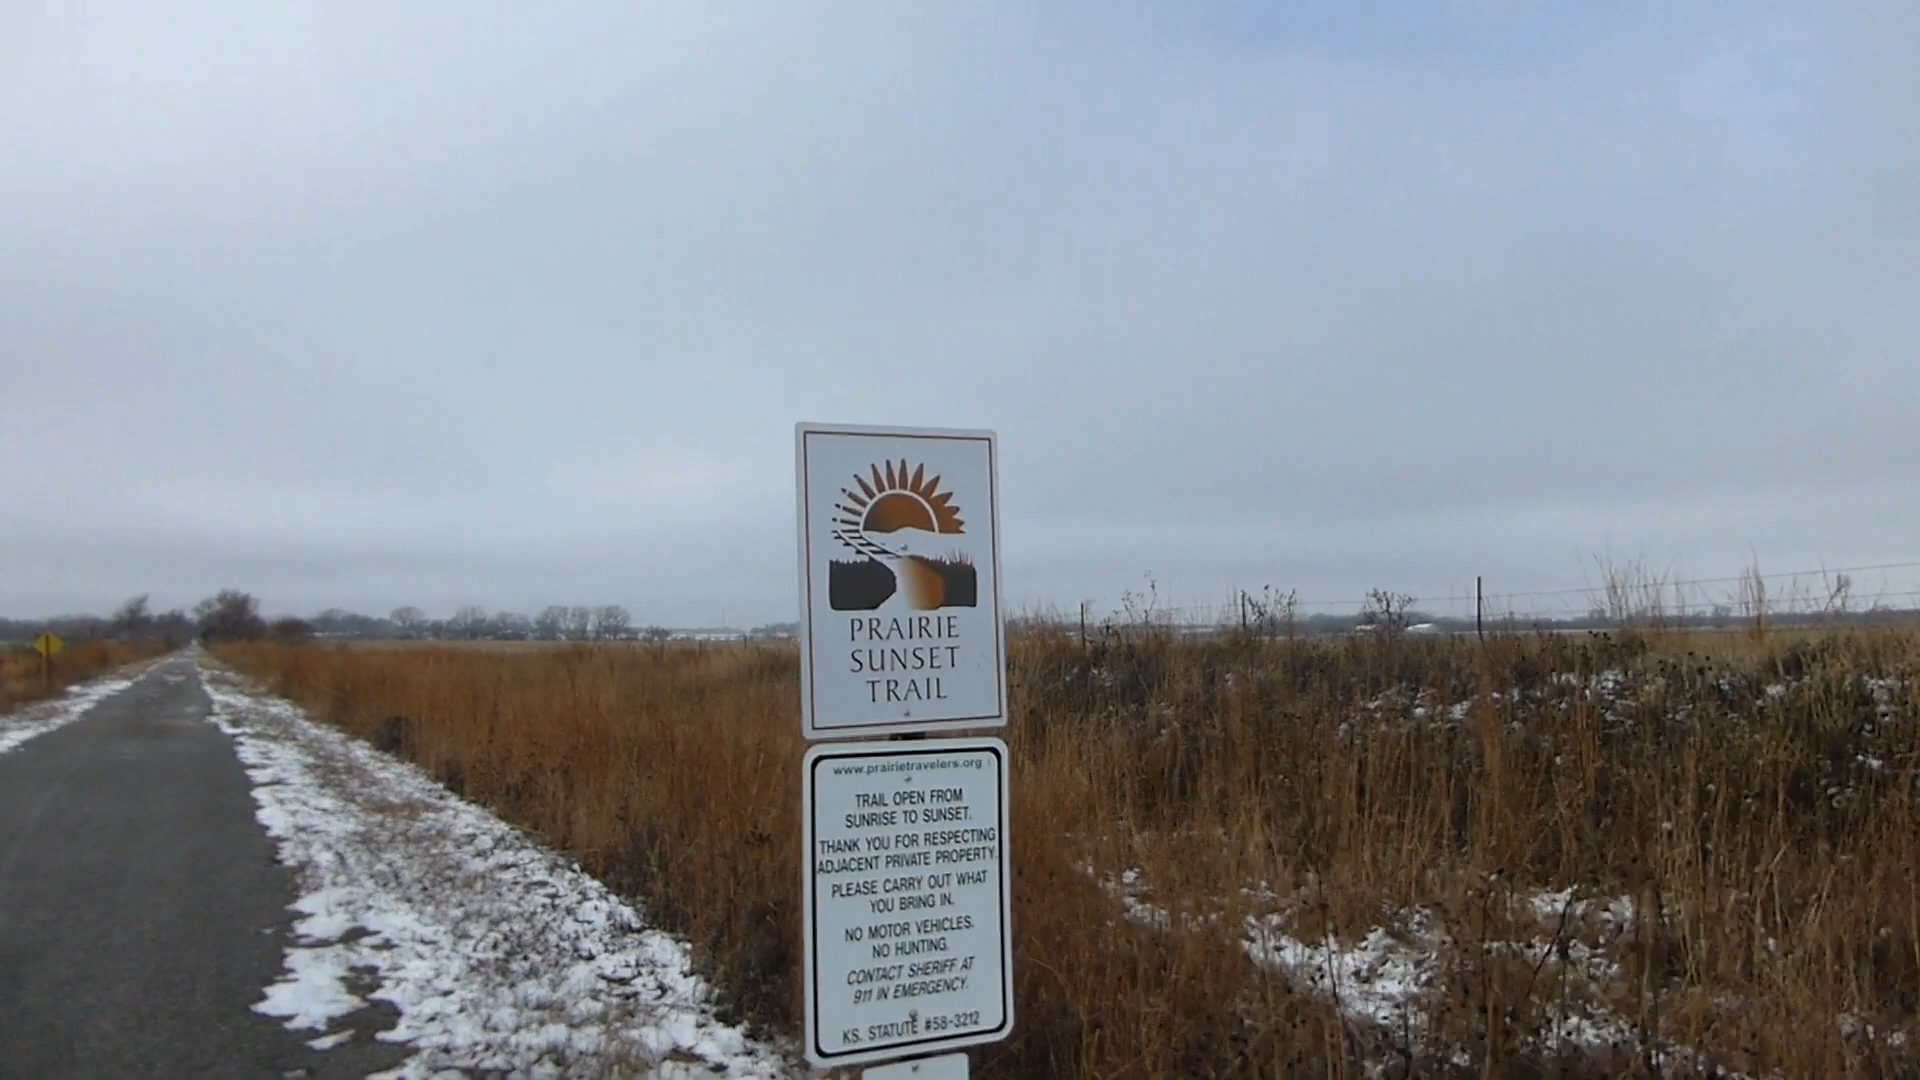 PRAIRIE
SUNSET
TRAIL
www.prairietravelers.org
TRAIL OPEN FROM
SUNRISE TO SUNSET.
THANK YOU FOR RESPECTING
ADJACENT PRIVATE PROPERTY.
PLEASE CARRY OUT WHAT
YOU BRING IN.
NO MOTOR VEHICLES.
NO HUNTING.
CONTACT SHERIFF AT
911 IN EMERGENCY.
KS. STATUTE #58-3212